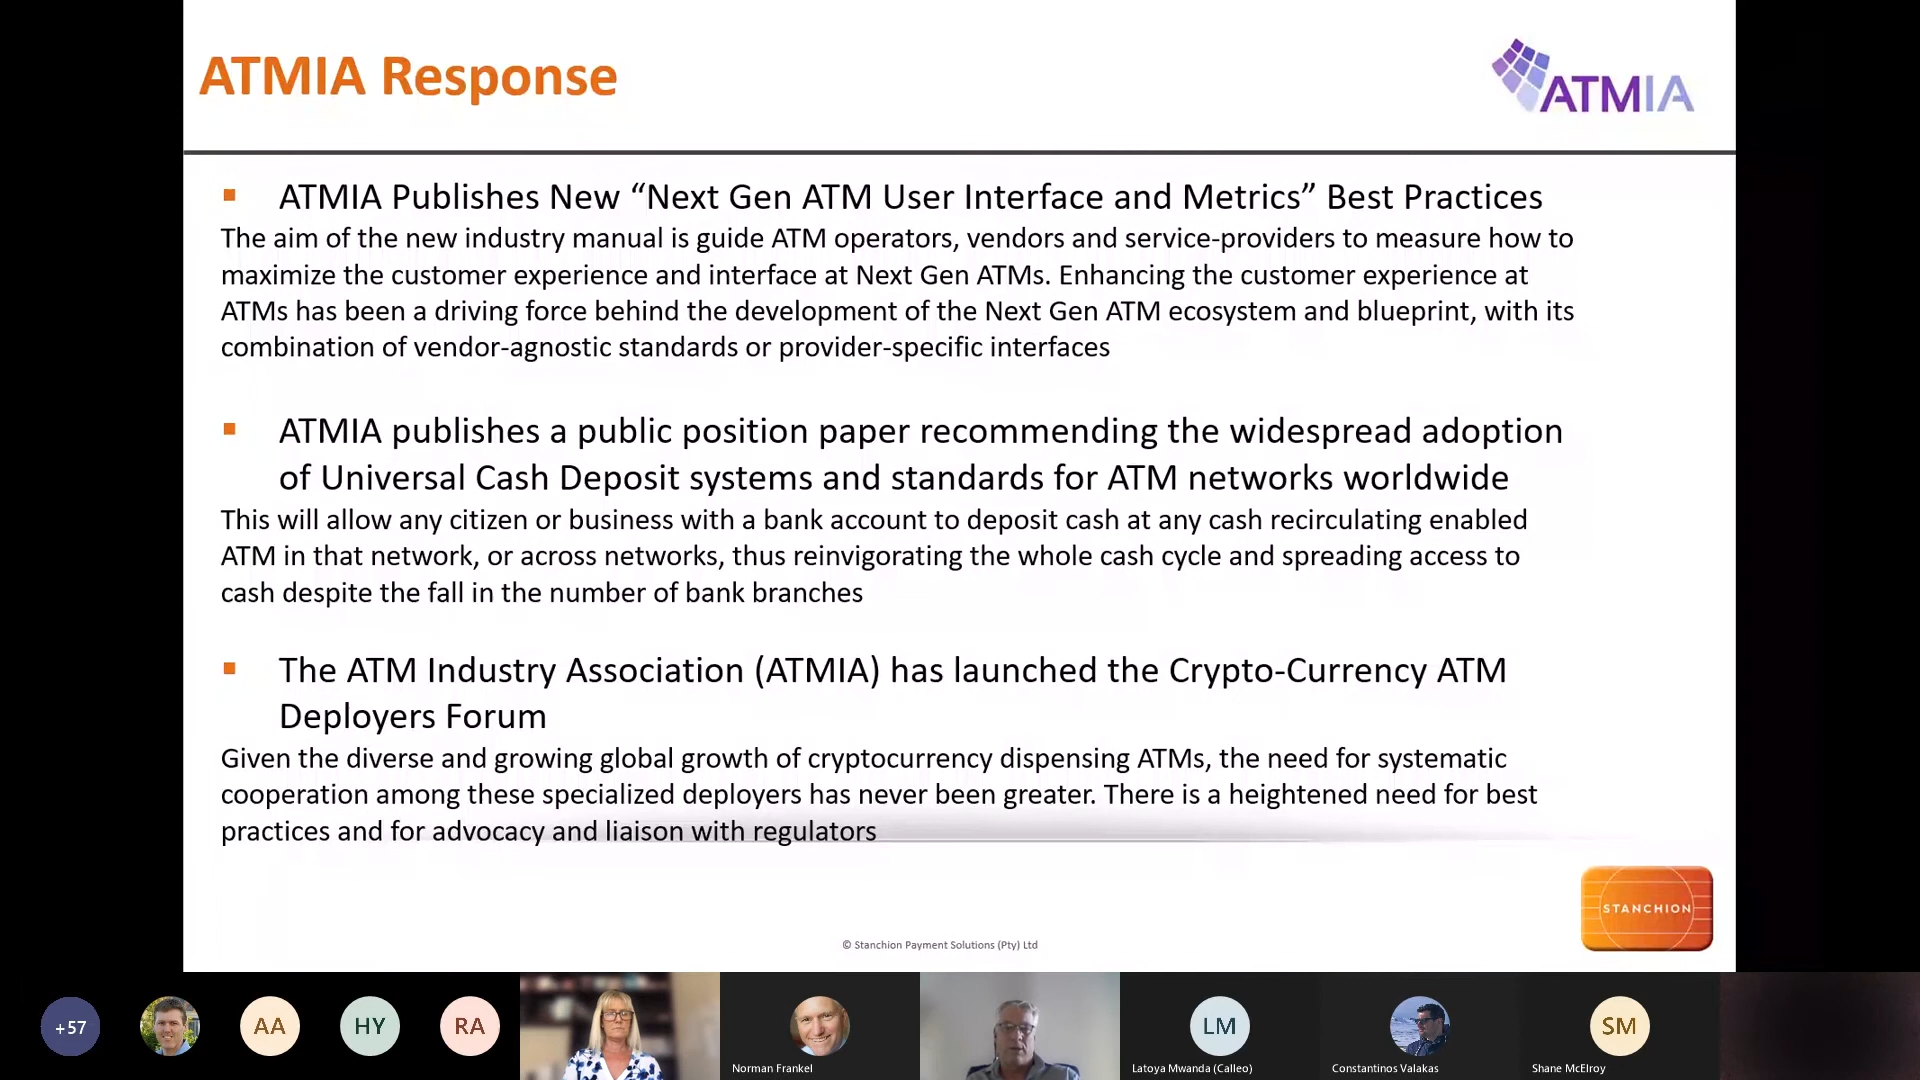 ATMIA Response
ATMIA
▪ ATMIA Publishes New “Next Gen ATM User Interface and Metrics” Best Practices
The aim of the new industry manual is guide ATM operators, vendors and service-providers to measure how to
maximize the customer experience and interface at Next Gen ATMs. Enhancing the customer experience at
ATMs has been a driving force behind the development of the Next Gen ATM ecosystem and blueprint, with its
combination of vendor-agnostic standards or provider-specific interfaces
▪ ATMIA publishes a public position paper recommending the widespread adoption
of Universal Cash Deposit systems and standards for ATM networks worldwide
This will allow any citizen or business with a bank account to deposit cash at any cash recirculating enabled
ATM in that network, or across networks, thus reinvigorating the whole cash cycle and spreading access to
cash despite the fall in the number of bank branches
▪ The ATM Industry Association (ATMIA) has launched the Crypto-Currency ATM
Deployers Forum
Given the diverse and growing global growth of cryptocurrency dispensing ATMs, the need for systematic
cooperation among these specialized deployers has never been greater. There is a heightened need for best
practices and for advocacy and liaison with regulators
STANCHION
© Stanchion Payment Solutions (Pty) Ltd
+57
AA
HY
RA
Norman Frankel
LM
Latoya Mwanda (Calleo)
Constantinos Valakas
SM
Shane McElroy